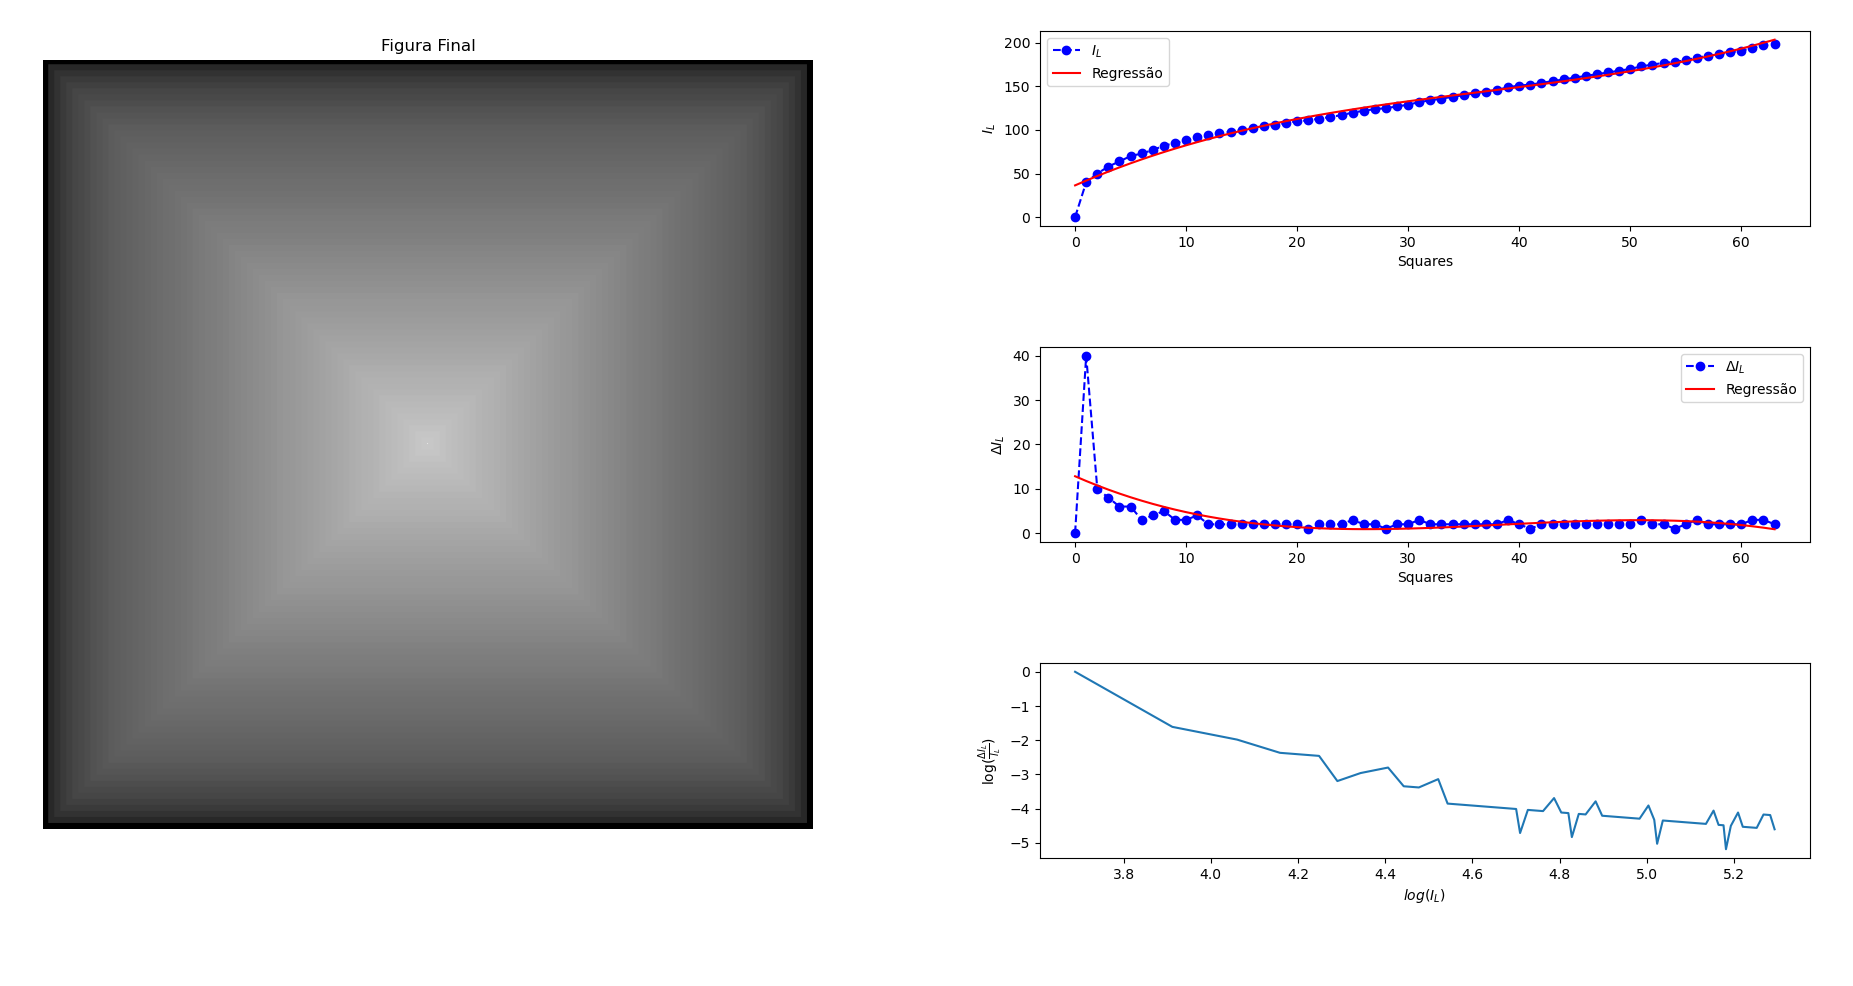 Figura Final
200
150
100
50
0
I_L
I_L
Regressão
0 10 20 30 40 50 60
Squares
40
30
20
10
0
ΔI_L
ΔI_L
Regressão
0 10 20 30 40 50 60
Squares
0
−1
−2
−3
−4
−5
log(ΔI_L/I_L)
3.8 4.0 4.2 4.4 4.6 4.8 5.0 5.2
log(I_L)